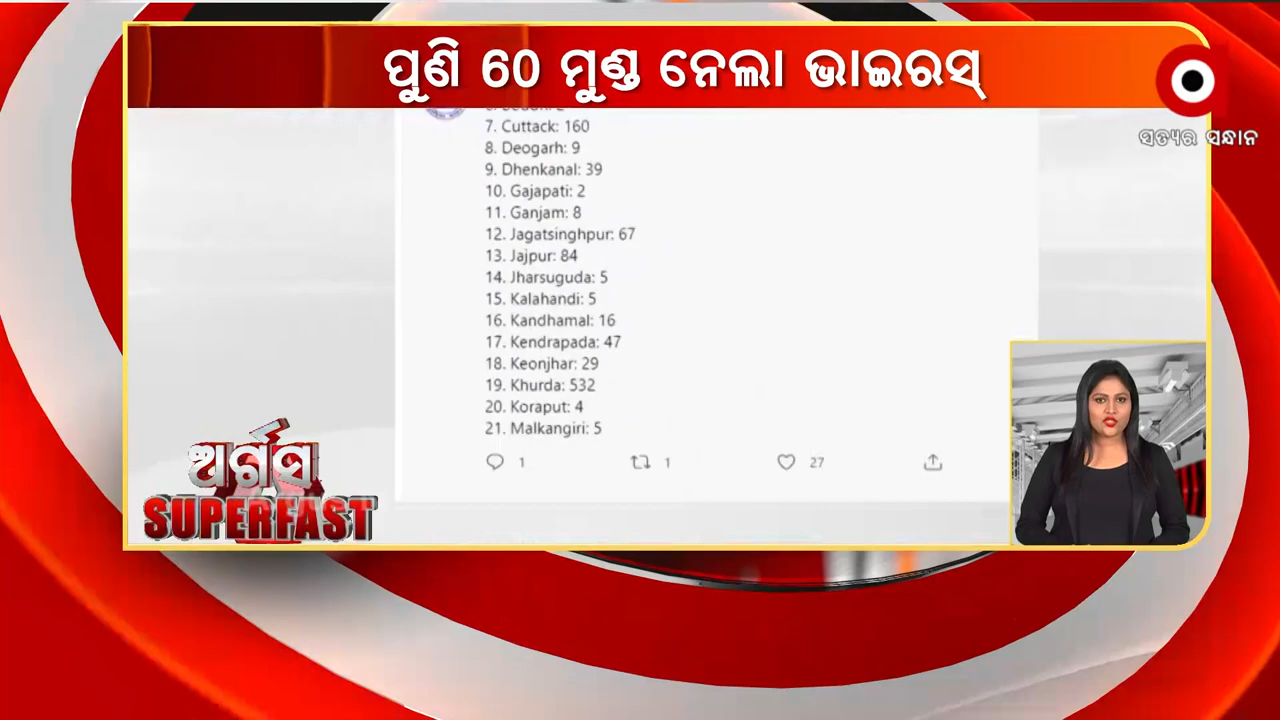 ପୁଣି 60 ମୁଣ୍ଡ ନେଲା ଭାଇରସ୍
ସତ୍ୟର ସନ୍ଧାନ
7. Cuttack: 160
8. Deogarh: 9
9. Dhenkanal: 39
10. Gajapati: 2
11. Ganjam: 8
12. Jagatsinghpur: 67
13. Jajpur: 84
14. Jharsuguda: 5
15. Kalahandi: 5
16. Kandhamal: 16
17. Kendrapada: 47
18. Keonjhar: 29
19. Khurda: 532
20. Koraput: 4
21. Malkangiri: 5
1 1 27
ଅର୍ଗସ
SUPERFAST